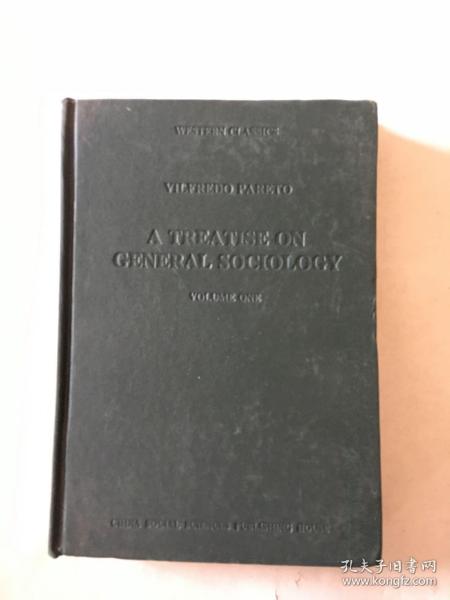 WESTERN CLASSICS
VILFREDO PARETO
A TREATISE ON
GENERAL SOCIOLOGY
VOLUME ONE
CHINA SOCIAL SCIENCES PUBLISHING HOUSE
孔夫子旧书网
www.kongfz.com